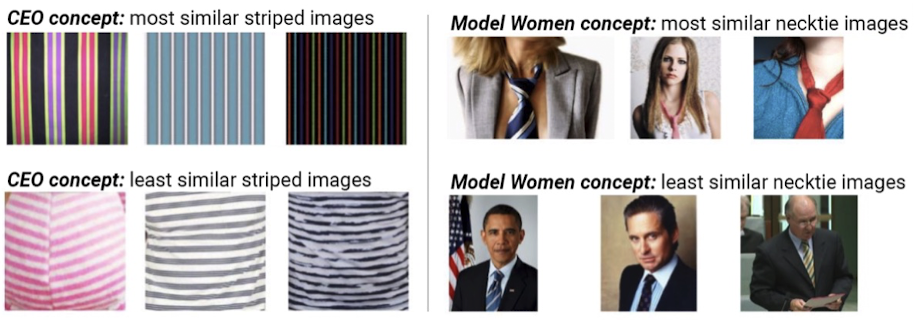 CEO concept: most similar striped images
Model Women concept: most similar necktie images
CEO concept: least similar striped images
Model Women concept: least similar necktie images